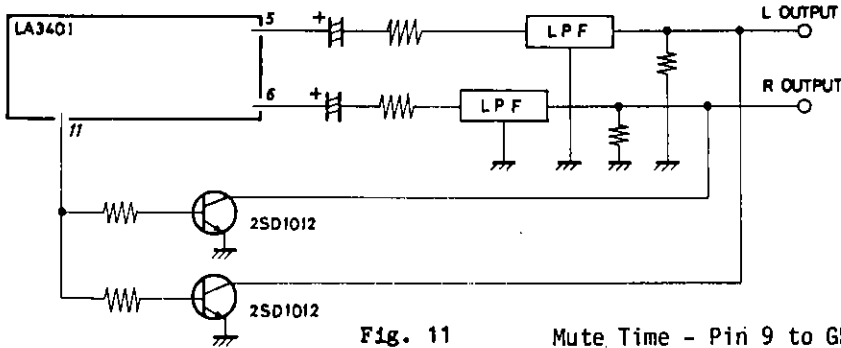 LA3401
5
+
LPF
L OUTPUT
6
+
LPF
R OUTPUT
11
2SD1012
2SD1012
Fig. 11
Mute Time - Pin 9 to